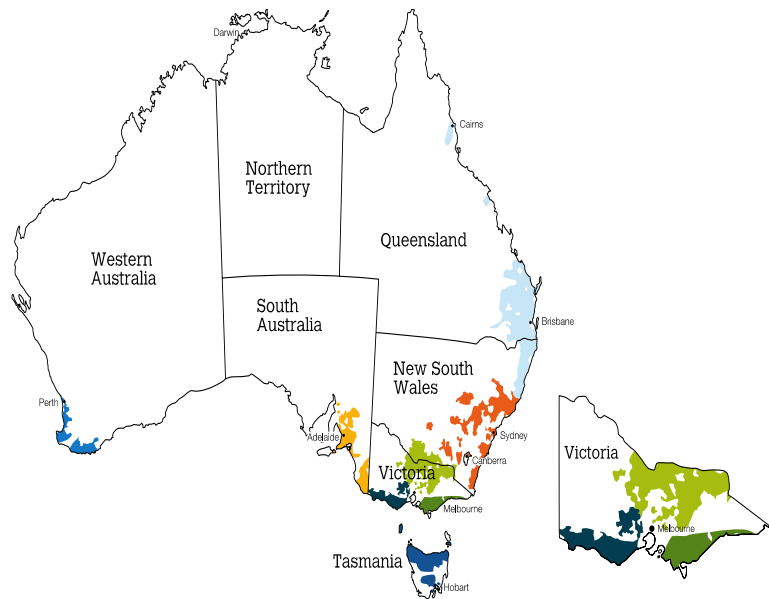 Darwin
Cairns
Northern
Territory
Queensland
Western
Australia
South
Australia
Brisbane
New South
Wales
Perth
Adelaide
Sydney
Canberra
Victoria
Melbourne
Tasmania
Hobart
Victoria
Melbourne